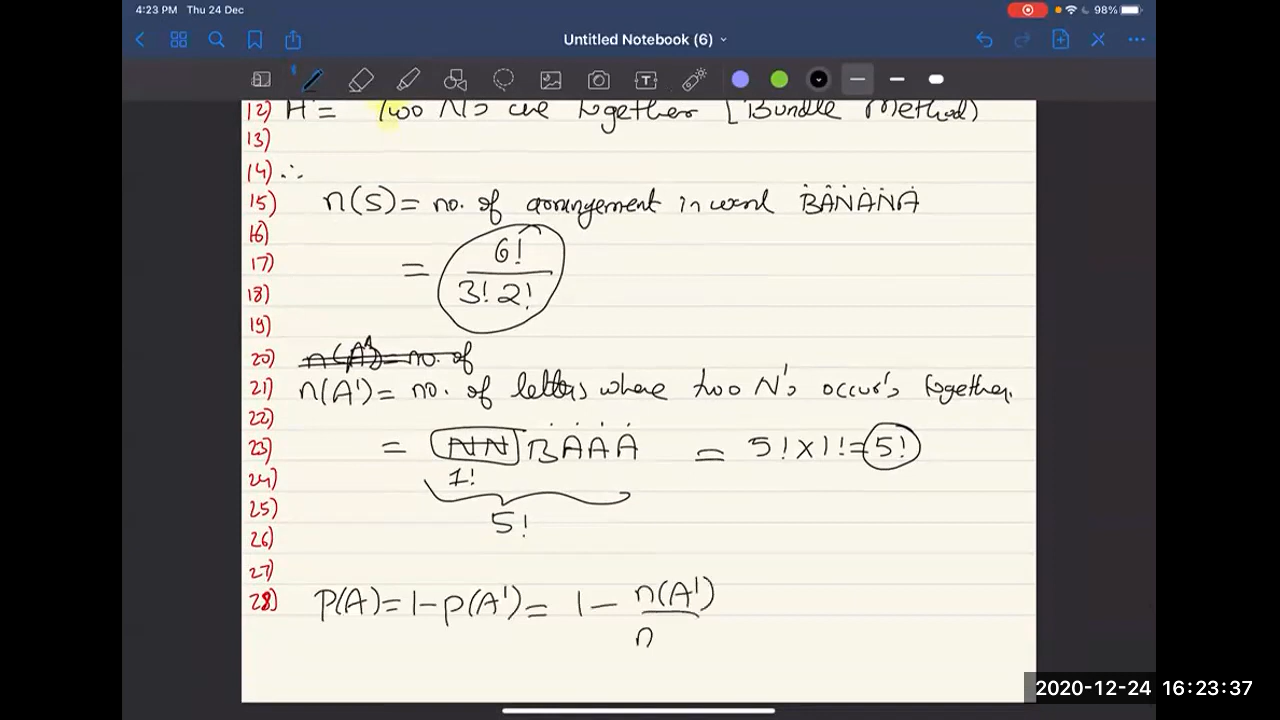 4:23 PM Thu 24 Dec 98%
Untitled Notebook (6)
12) A' = Two N's are together [Bundle Method)
13)
14) ∴
15) n(S) = no. of arrangement in word BANANA
16)
6!
17) =
18) 3! 2!
19)
20) n(A') = no. of
21) n(A') = no. of letters where two N's occur's together.
22)
23) = NN BAAA = 5! x 1! = 5!
24) 1!
25)
5!
26)
27)
28) P(A) = 1 - P(A') = 1 - n(A')
n
2020-12-24 16:23:37